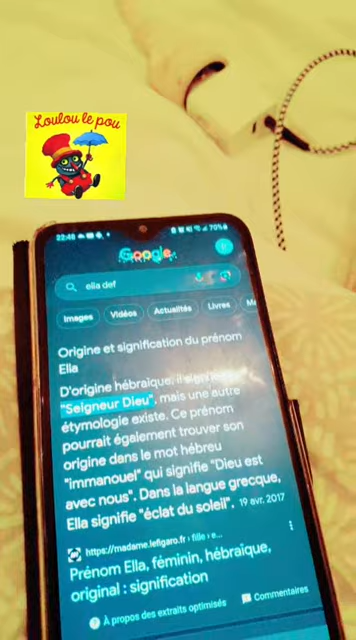 Loulou le pou
22:46
70%
Google
ella def
Images Vidéos Actualités Livres
Origine et signification du prénom
Ella
D'origine hébraïque, il
"Seigneur Dieu", mais une autre
étymologie existe. Ce prénom
pourrait également trouver son
origine dans le mot hébreu
"immanouel" qui signifie "Dieu est
avec nous". Dans la langue grecque,
Ella signifie "éclat du soleil". 19 avr. 2017
https://madame.lefigaro.fr › fille › e...
Prénom Ella, féminin, hébraïque,
original : signification
À propos des extraits optimisés
Commentaires